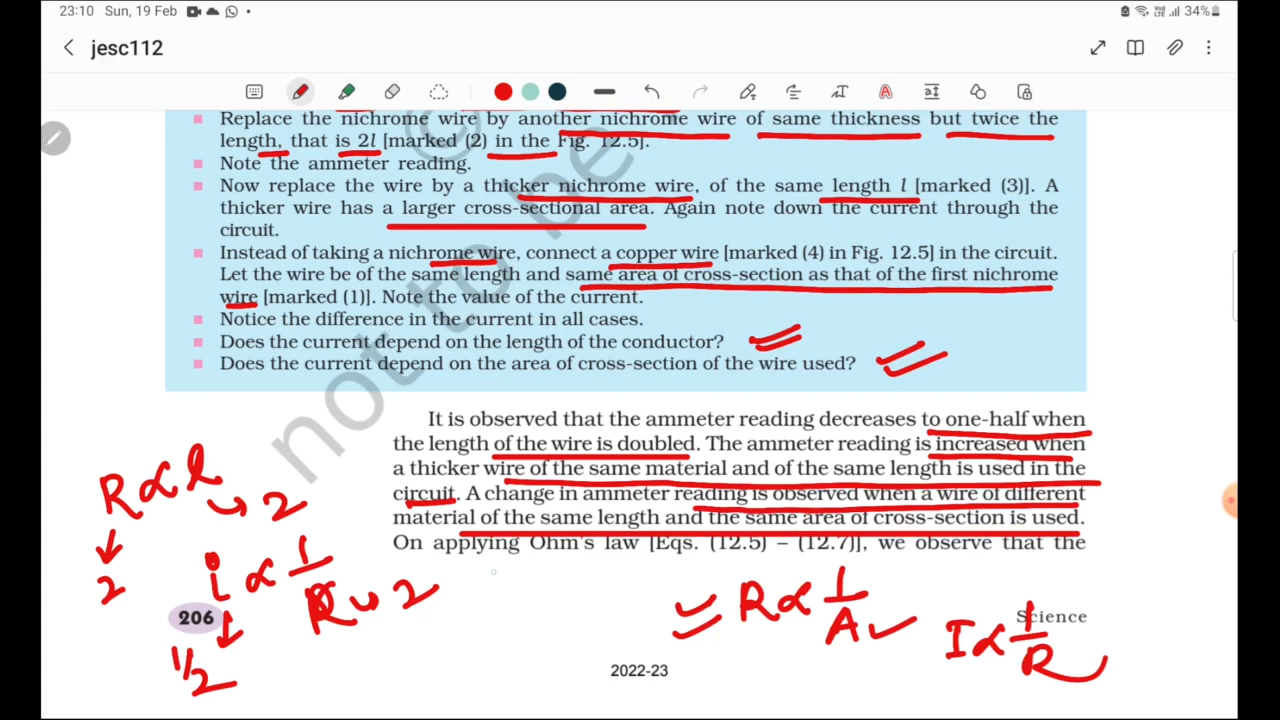 23:10 Sun, 19 Feb
34%
jesc112
Replace the nichrome wire by another nichrome wire of same thickness but twice the
length, that is 2l [marked (2) in the Fig. 12.5].
Note the ammeter reading.
Now replace the wire by a thicker nichrome wire, of the same length l [marked (3)]. A
thicker wire has a larger cross-sectional area. Again note down the current through the
circuit.
Instead of taking a nichrome wire, connect a copper wire [marked (4) in Fig. 12.5] in the circuit.
Let the wire be of the same length and same area of cross-section as that of the first nichrome
wire [marked (1)]. Note the value of the current.
Notice the difference in the current in all cases.
Does the current depend on the length of the conductor?
Does the current depend on the area of cross-section of the wire used?
© not to be
It is observed that the ammeter reading decreases to one-half when
the length of the wire is doubled. The ammeter reading is increased when
a thicker wire of the same material and of the same length is used in the
circuit. A change in ammeter reading is observed when a wire of different
material of the same length and the same area of cross-section is used.
On applying Ohm's law [Eqs. (12.5) – (12.7)], we observe that the
R ∝ l
↳ 2
↓
2
i ∝ 1/R ↳ 2
↓
1/2
R ∝ 1/A
I ∝ 1/R
206
Science
2022-23